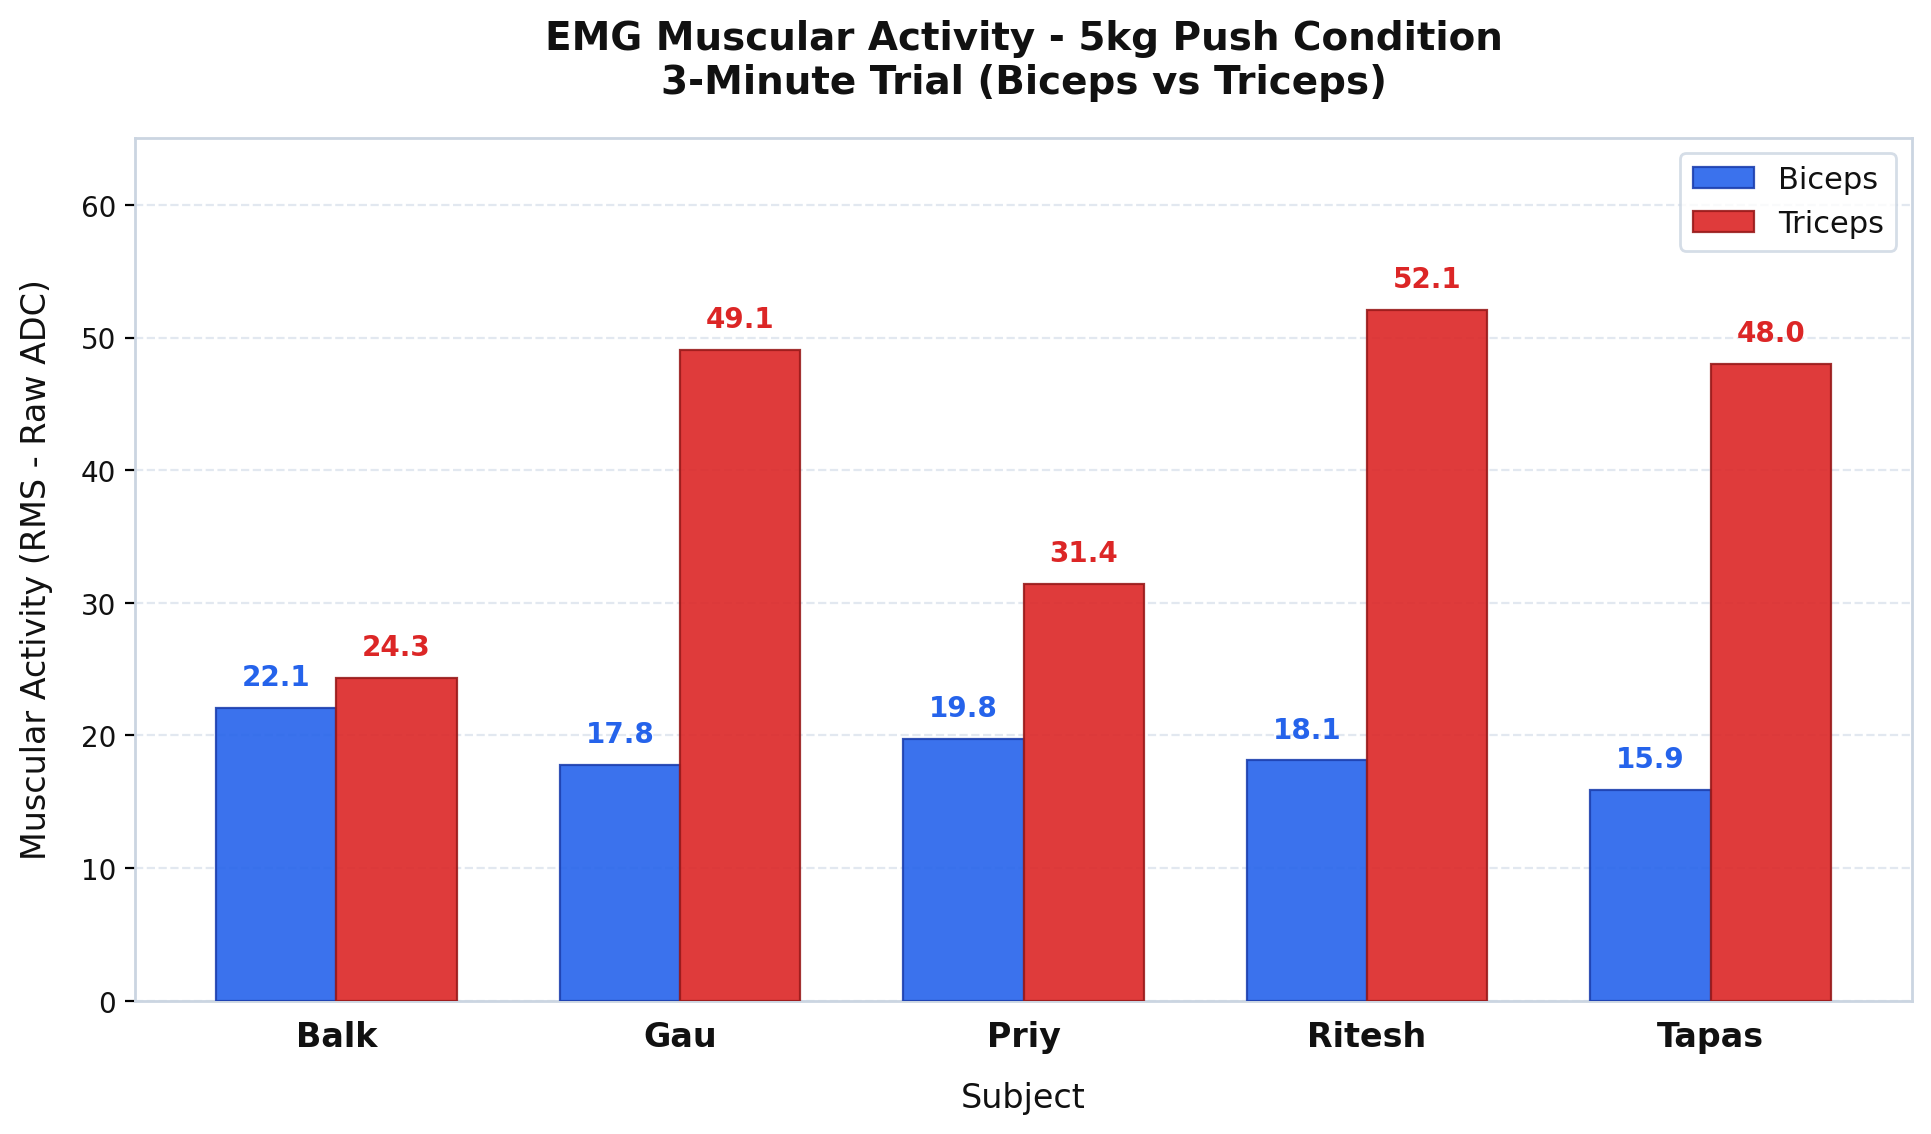 EMG Muscular Activity - 5kg Push Condition
3-Minute Trial (Biceps vs Triceps)
Biceps
Triceps
Muscular Activity (RMS - Raw ADC)
60
50
40
30
20
10
0
22.1
24.3
17.8
49.1
19.8
31.4
18.1
52.1
15.9
48.0
Balk
Gau
Priy
Ritesh
Tapas
Subject